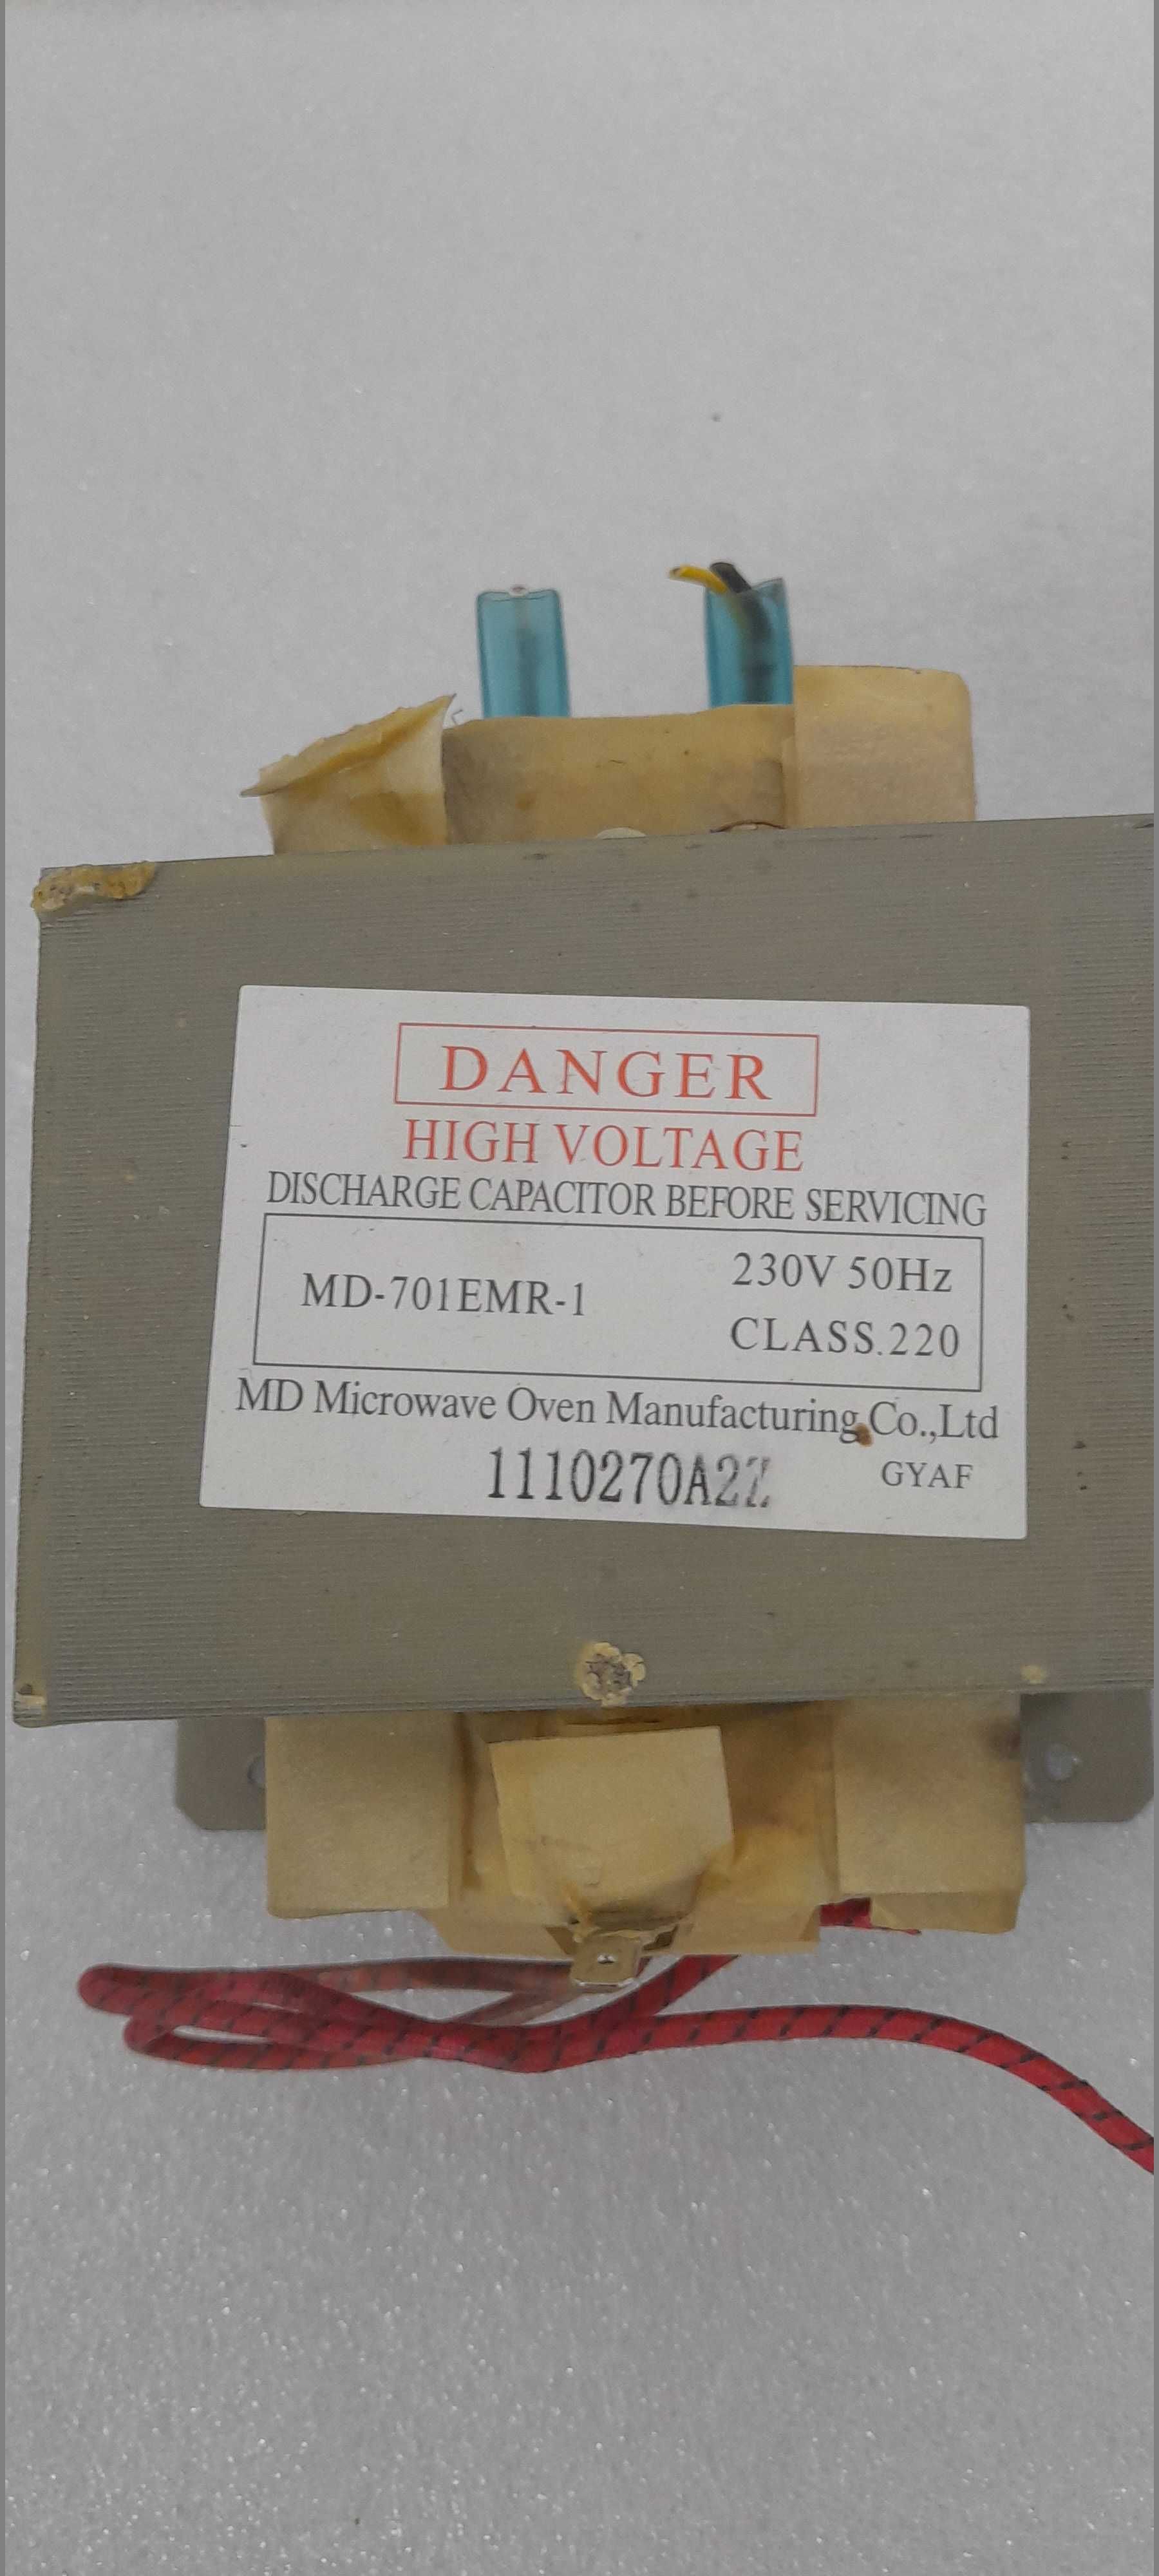 DANGER
HIGH VOLTAGE
DISCHARGE CAPACITOR BEFORE SERVICING
MD-701EMR-1
230V 50Hz
CLASS.220
MD Microwave Oven Manufacturing Co.,Ltd
1110270A2Z
GYAF